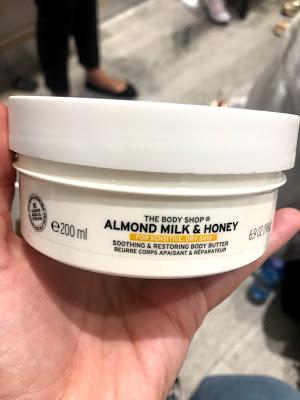 THE BODY SHOP®
ALMOND MILK & HONEY
FOR SENSITIVE, DRY SKIN
SOOTHING & RESTORING BODY BUTTER
BEURRE CORPS APAISANT & RÉPARATEUR
℮200 ml
6.9 OZ